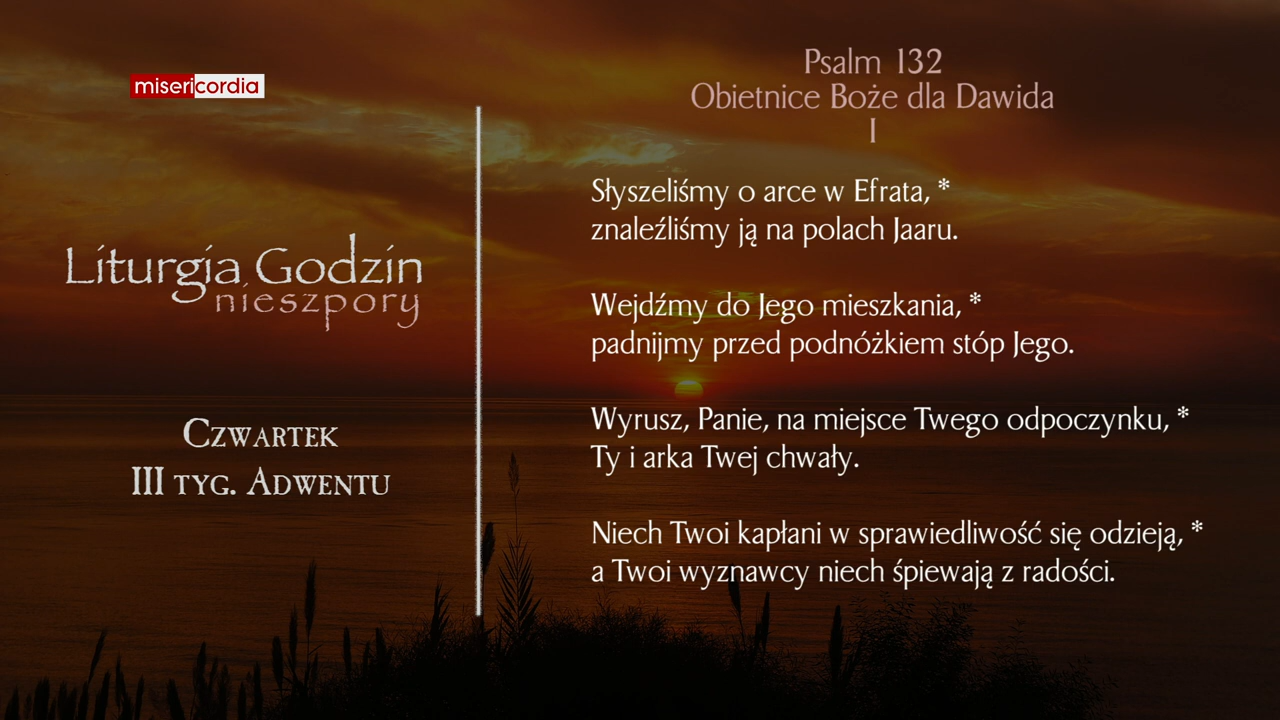 misericordia
Liturgia Godzin
nieszpory
Czwartek
III tyg. Adwentu
Psalm 132
Obietnice Boże dla Dawida
I
Słyszeliśmy o arce w Efrata, *
znaleźliśmy ją na polach Jaaru.
Wejdźmy do Jego mieszkania, *
padnijmy przed podnóżkiem stóp Jego.
Wyrusz, Panie, na miejsce Twego odpoczynku, *
Ty i arka Twej chwały.
Niech Twoi kapłani w sprawiedliwość się odzieją, *
a Twoi wyznawcy niech śpiewają z radości.